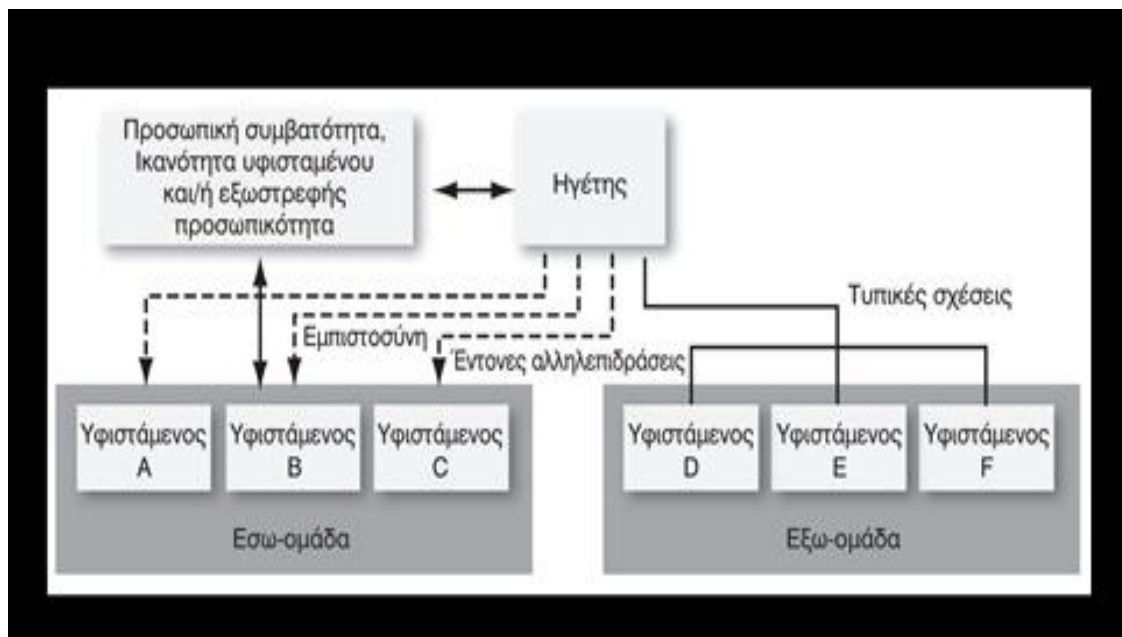 Προσωπική συμβατότητα,
Ικανότητα υφισταμένου
και/ή εξωστρεφής
προσωπικότητα
Ηγέτης
Τυπικές σχέσεις
Εμπιστοσύνη
Έντονες αλληλεπιδράσεις
Υφιστάμενος
A
Υφιστάμενος
B
Υφιστάμενος
C
Υφιστάμενος
D
Υφιστάμενος
E
Υφιστάμενος
F
Εσω-ομάδα
Εξω-ομάδα